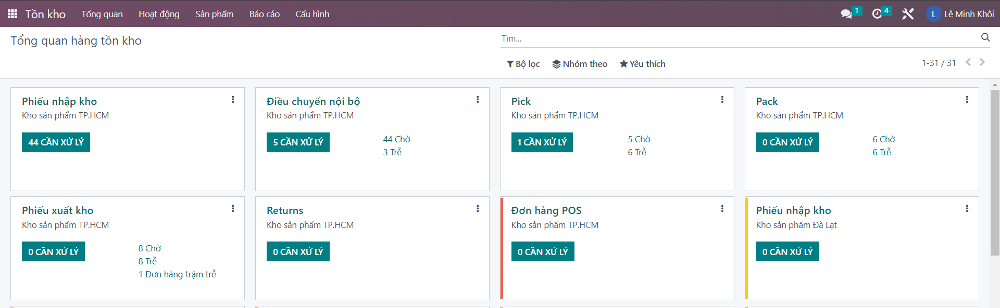 Tồn kho Tổng quan Hoạt động Sản phẩm Báo cáo Cấu hình 1 4 L Lê Minh Khôi
Tổng quan hàng tồn kho
Tìm...
Bộ lọc Nhóm theo Yêu thích 1-31 / 31
Phiếu nhập kho
Kho sản phẩm TP.HCM
44 CẦN XỬ LÝ
Điều chuyển nội bộ
Kho sản phẩm TP.HCM
5 CẦN XỬ LÝ
44 Chờ
3 Trễ
Pick
Kho sản phẩm TP.HCM
1 CẦN XỬ LÝ
5 Chờ
6 Trễ
Pack
Kho sản phẩm TP.HCM
0 CẦN XỬ LÝ
6 Chờ
6 Trễ
Phiếu xuất kho
Kho sản phẩm TP.HCM
0 CẦN XỬ LÝ
8 Chờ
8 Trễ
1 Đơn hàng trậm trễ
Returns
Kho sản phẩm TP.HCM
0 CẦN XỬ LÝ
Đơn hàng POS
Kho sản phẩm TP.HCM
0 CẦN XỬ LÝ
Phiếu nhập kho
Kho sản phẩm Đà Lạt
0 CẦN XỬ LÝ